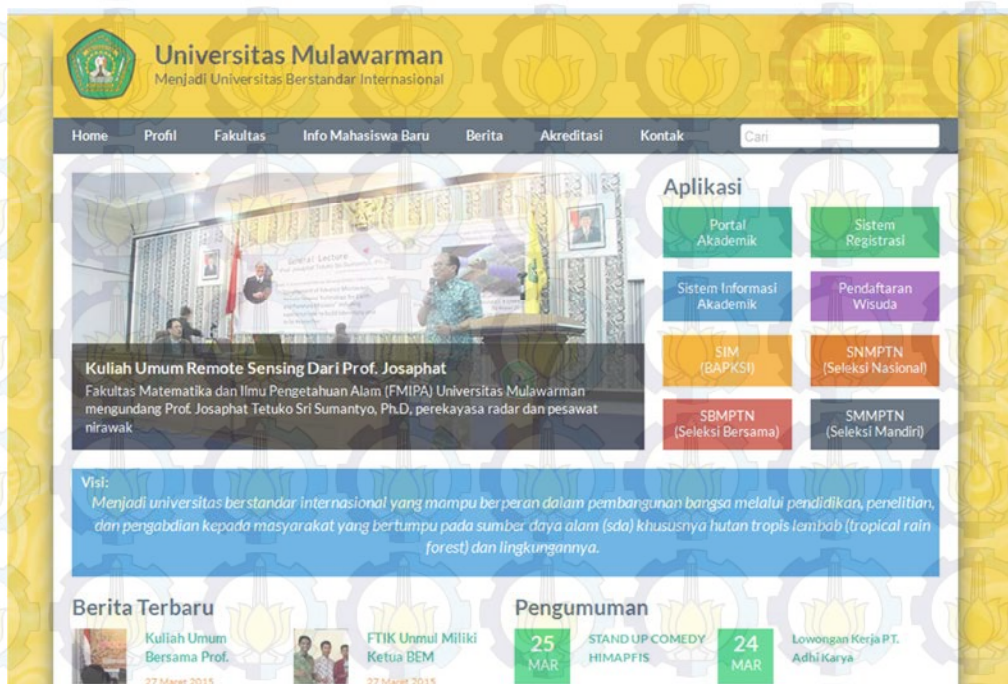 Universitas Mulawarman
Menjadi Universitas Berstandar Internasional
Home Profil Fakultas Info Mahasiswa Baru Berita Akreditasi Kontak Cari
General Lecture
Kuliah Umum Remote Sensing Dari Prof. Josaphat
Fakultas Matematika dan Ilmu Pengetahuan Alam (FMIPA) Universitas Mulawarman
mengundang Prof. Josaphat Tetuko Sri Sumantyo, Ph.D, perekayasa radar dan pesawat
nirawak
Aplikasi
Portal
Akademik
Sistem
Registrasi
Sistem Informasi
Akademik
Pendaftaran
Wisuda
SIM
(BAPKSI)
SNMPTN
(Seleksi Nasional)
SBMPTN
(Seleksi Bersama)
SMMPTN
(Seleksi Mandiri)
Visi:
Menjadi universitas berstandar internasional yang mampu berperan dalam pembangunan bangsa melalui pendidikan, penelitian,
dan pengabdian kepada masyarakat yang bertumpu pada sumber daya alam (sda) khususnya hutan tropis lembab (tropical rain
forest) dan lingkungannya.
Berita Terbaru
Kuliah Umum
Bersama Prof.
27 Maret 2015
FTIK Unmul Miliki
Ketua BEM
27 Maret 2015
Pengumuman
25
MAR
STAND UP COMEDY
HIMAPFIS
24
MAR
Lowongan Kerja PT.
Adhi Karya